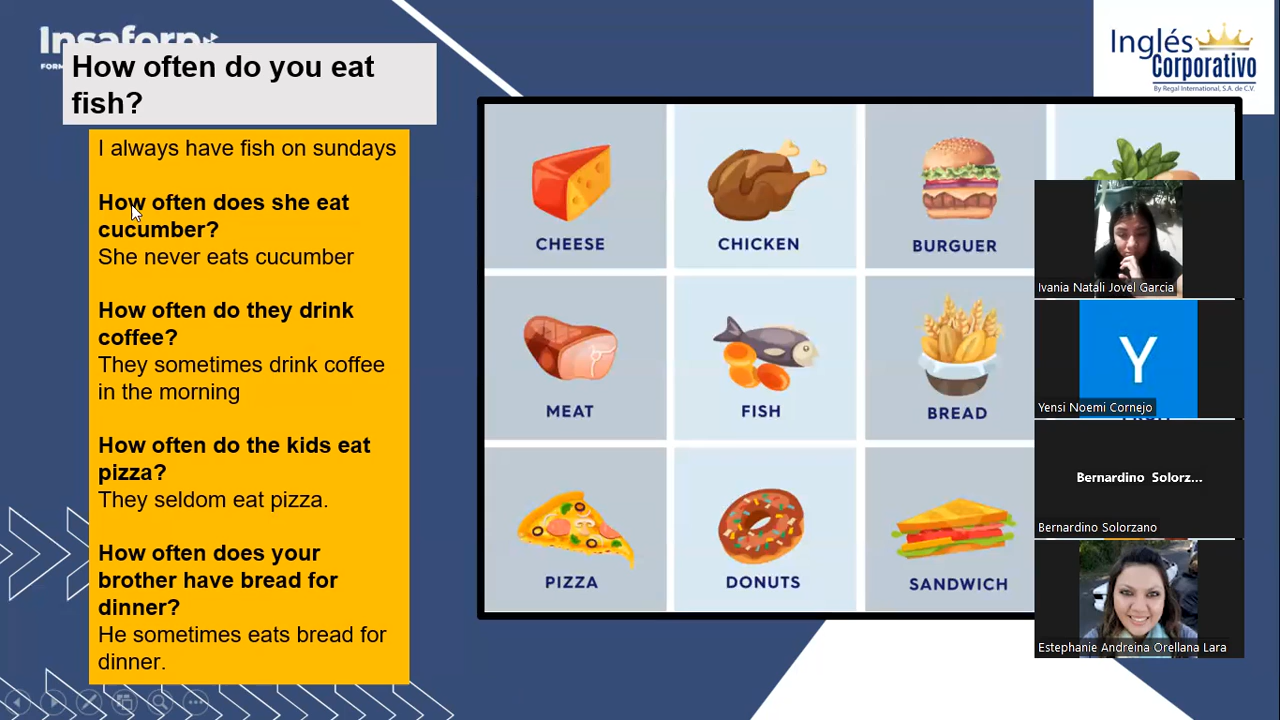 Insaforp
How often do you eat
fish?
I always have fish on sundays
How often does she eat
cucumber?
She never eats cucumber
How often do they drink
coffee?
They sometimes drink coffee
in the morning
How often do the kids eat
pizza?
They seldom eat pizza.
How often does your
brother have bread for
dinner?
He sometimes eats bread for
dinner.
Inglés
Corporativo
By Regal International, S.A. de C.V.
CHEESE
CHICKEN
BURGUER
MEAT
FISH
BREAD
PIZZA
DONUTS
SANDWICH
Ivania Natali Jovel Garcia
Y
Yensi Noemi Cornejo
Bernardino Solorz...
Bernardino Solorzano
Estephanie Andreina Orellana Lara